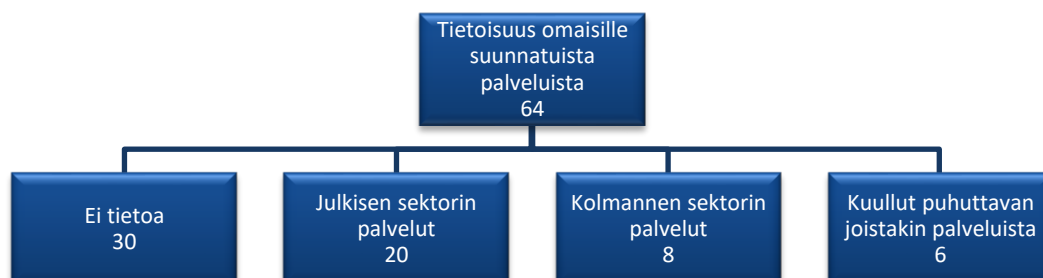 Tietoisuus omaisille
suunnatuista
palveluista
64
Ei tietoa
30
Julkisen sektorin
palvelut
20
Kolmannen sektorin
palvelut
8
Kuullut puhuttavan
joistakin palveluista
6